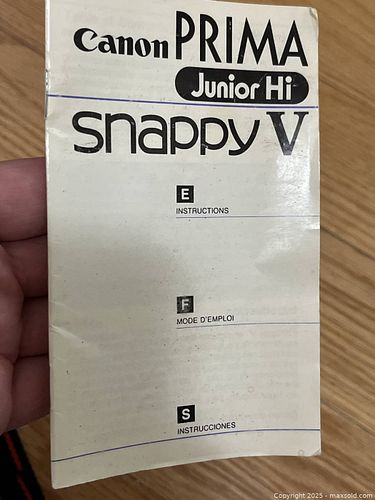 Canon PRIMA
Junior Hi
snappy V
E
INSTRUCTIONS
F
MODE D'EMPLOI
S
INSTRUCCIONES
Copyright 2025 - maxsold.com